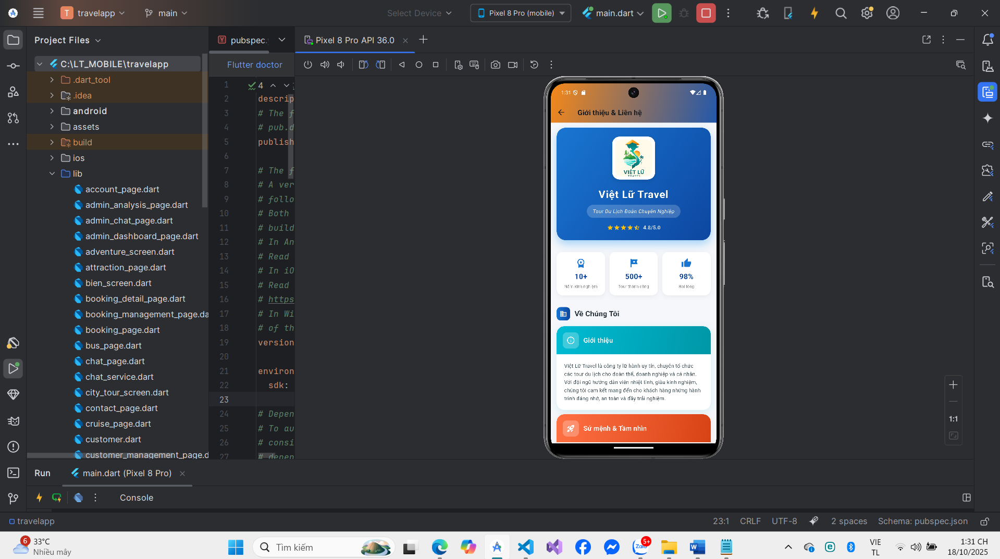 T
travelapp
main
Select Device
Pixel 8 Pro (mobile)
main.dart
Project Files
pubspec.
Pixel 8 Pro API 36.0
C:\LT_MOBILE\travelapp
.dart_tool
.idea
android
assets
build
ios
lib
account_page.dart
admin_analysis_page.dart
admin_chat_page.dart
admin_dashboard_page.dart
adventure_screen.dart
attraction_page.dart
bien_screen.dart
booking_detail_page.dart
booking_management_page.da
booking_page.dart
bus_page.dart
chat_page.dart
chat_service.dart
city_tour_screen.dart
contact_page.dart
cruise_page.dart
customer.dart
customer_management_page.d
Flutter doctor
1
4
2 descrip
3 # The f
4 # pub.d
5 publish
6
7 # The f
8 # A ver
9 # follo
10 # Both
11 # build
12 # In An
13 # Read
14 # In iO
15 # Read
16 # https
17 # In Wi
18 # of th
19 version
20
21 environ
22 sdk:
23
24 # Depen
25 # To au
26 # consi
27 # depen
1:31
Giới thiệu & Liên hệ
VIỆT LỮ
TRAVEL
Việt Lữ Travel
Tour Du Lịch Đoàn Chuyên Nghiệp
4.8/5.0
10+
Năm kinh nghiệm
500+
Tour thành công
98%
Hài lòng
Về Chúng Tôi
Giới thiệu
Việt Lữ Travel là công ty lữ hành uy tín, chuyên tổ chức
các tour du lịch cho đoàn thể, doanh nghiệp và cá nhân.
Với đội ngũ hướng dẫn viên nhiệt tình, giàu kinh nghiệm,
chúng tôi cam kết mang đến cho khách hàng những hành
trình đáng nhớ, an toàn và đầy trải nghiệm.
Sứ mệnh & Tầm nhìn
1:1
Run
main.dart (Pixel 8 Pro)
Console
travelapp
23:1
CRLF
UTF-8
2 spaces
Schema: pubspec.json
6
33°C
Nhiều mây
Tìm kiếm
Zalo
5+
VIE
TL
1:31 CH
18/10/2025